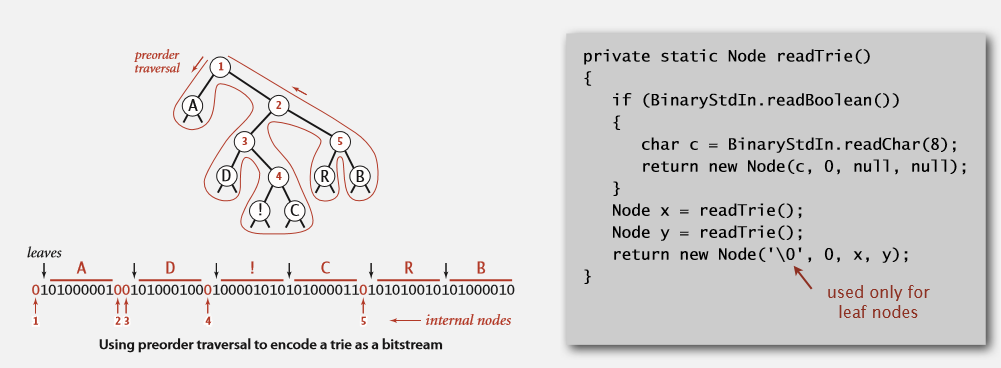 preorder
traversal
1
A
2
3
5
D
4
R
B
!
C
leaves
A D ! C R B
01010000010010100010001000010101010000110101010010101000010
1 2 3 4 5 internal nodes
Using preorder traversal to encode a trie as a bitstream
private static Node readTrie()
{
if (BinaryStdIn.readBoolean())
{
char c = BinaryStdIn.readChar(8);
return new Node(c, 0, null, null);
}
Node x = readTrie();
Node y = readTrie();
return new Node('\0', 0, x, y);
}
used only for
leaf nodes